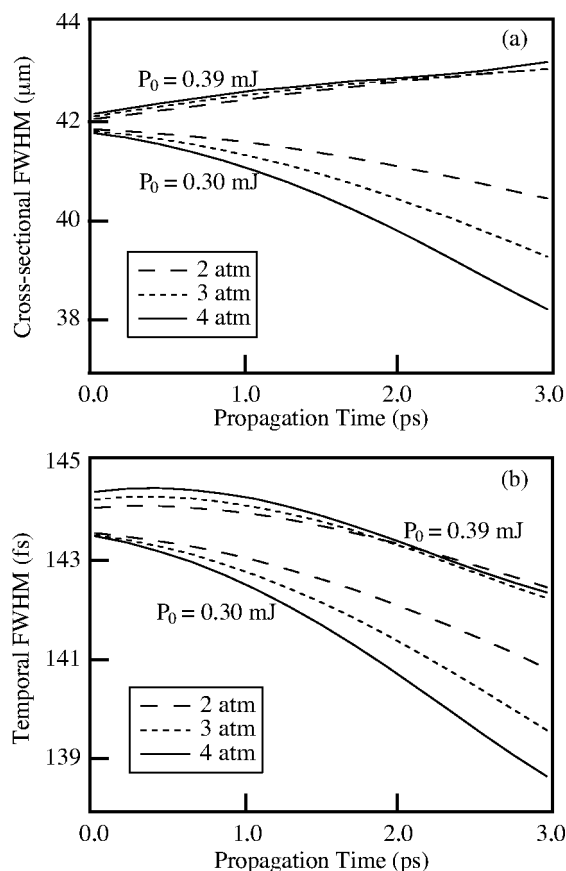 44
(a)
P₀ = 0.39 mJ
42
P₀ = 0.30 mJ
40
38
2 atm
3 atm
4 atm
Cross-sectional FWHM (μm)
0.0 1.0 2.0 3.0
Propagation Time (ps)
145
(b)
P₀ = 0.39 mJ
143
P₀ = 0.30 mJ
141
139
2 atm
3 atm
4 atm
Temporal FWHM (fs)
0.0 1.0 2.0 3.0
Propagation Time (ps)